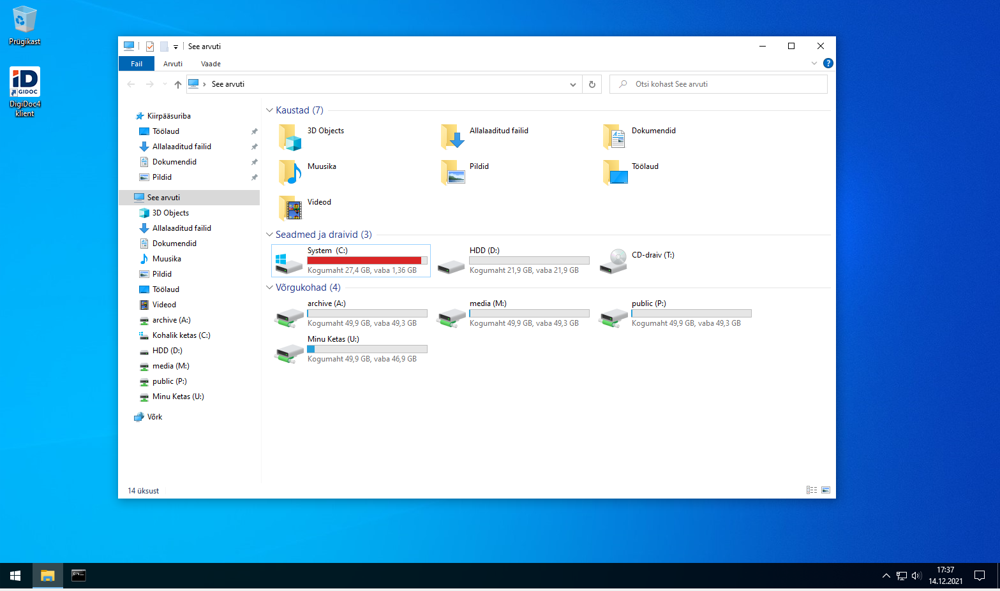 Prügikast
iD
GIDOC
DigiDoc4
klient
See arvuti
Fail
Arvuti
Vaade
?
See arvuti
Otsi kohast See arvuti
Kiirpääsuriba
Töölaud
Allalaaditud failid
Dokumendid
Pildid
See arvuti
3D Objects
Allalaaditud failid
Dokumendid
Muusika
Pildid
Töölaud
Videod
archive (A:)
Kohalik ketas (C:)
HDD (D:)
media (M:)
public (P:)
Minu Ketas (U:)
Võrk
Kaustad (7)
3D Objects
Allalaaditud failid
Dokumendid
Muusika
Pildid
Töölaud
Videod
Seadmed ja draivid (3)
System (C:)
Kogumaht 27,4 GB, vaba 1,36 GB
HDD (D:)
Kogumaht 21,9 GB, vaba 21,9 GB
CD-draiv (T:)
Võrgukohad (4)
archive (A:)
Kogumaht 49,9 GB, vaba 49,3 GB
media (M:)
Kogumaht 49,9 GB, vaba 49,3 GB
public (P:)
Kogumaht 49,9 GB, vaba 49,3 GB
Minu Ketas (U:)
Kogumaht 49,9 GB, vaba 46,9 GB
14 üksust
17:37
14.12.2021